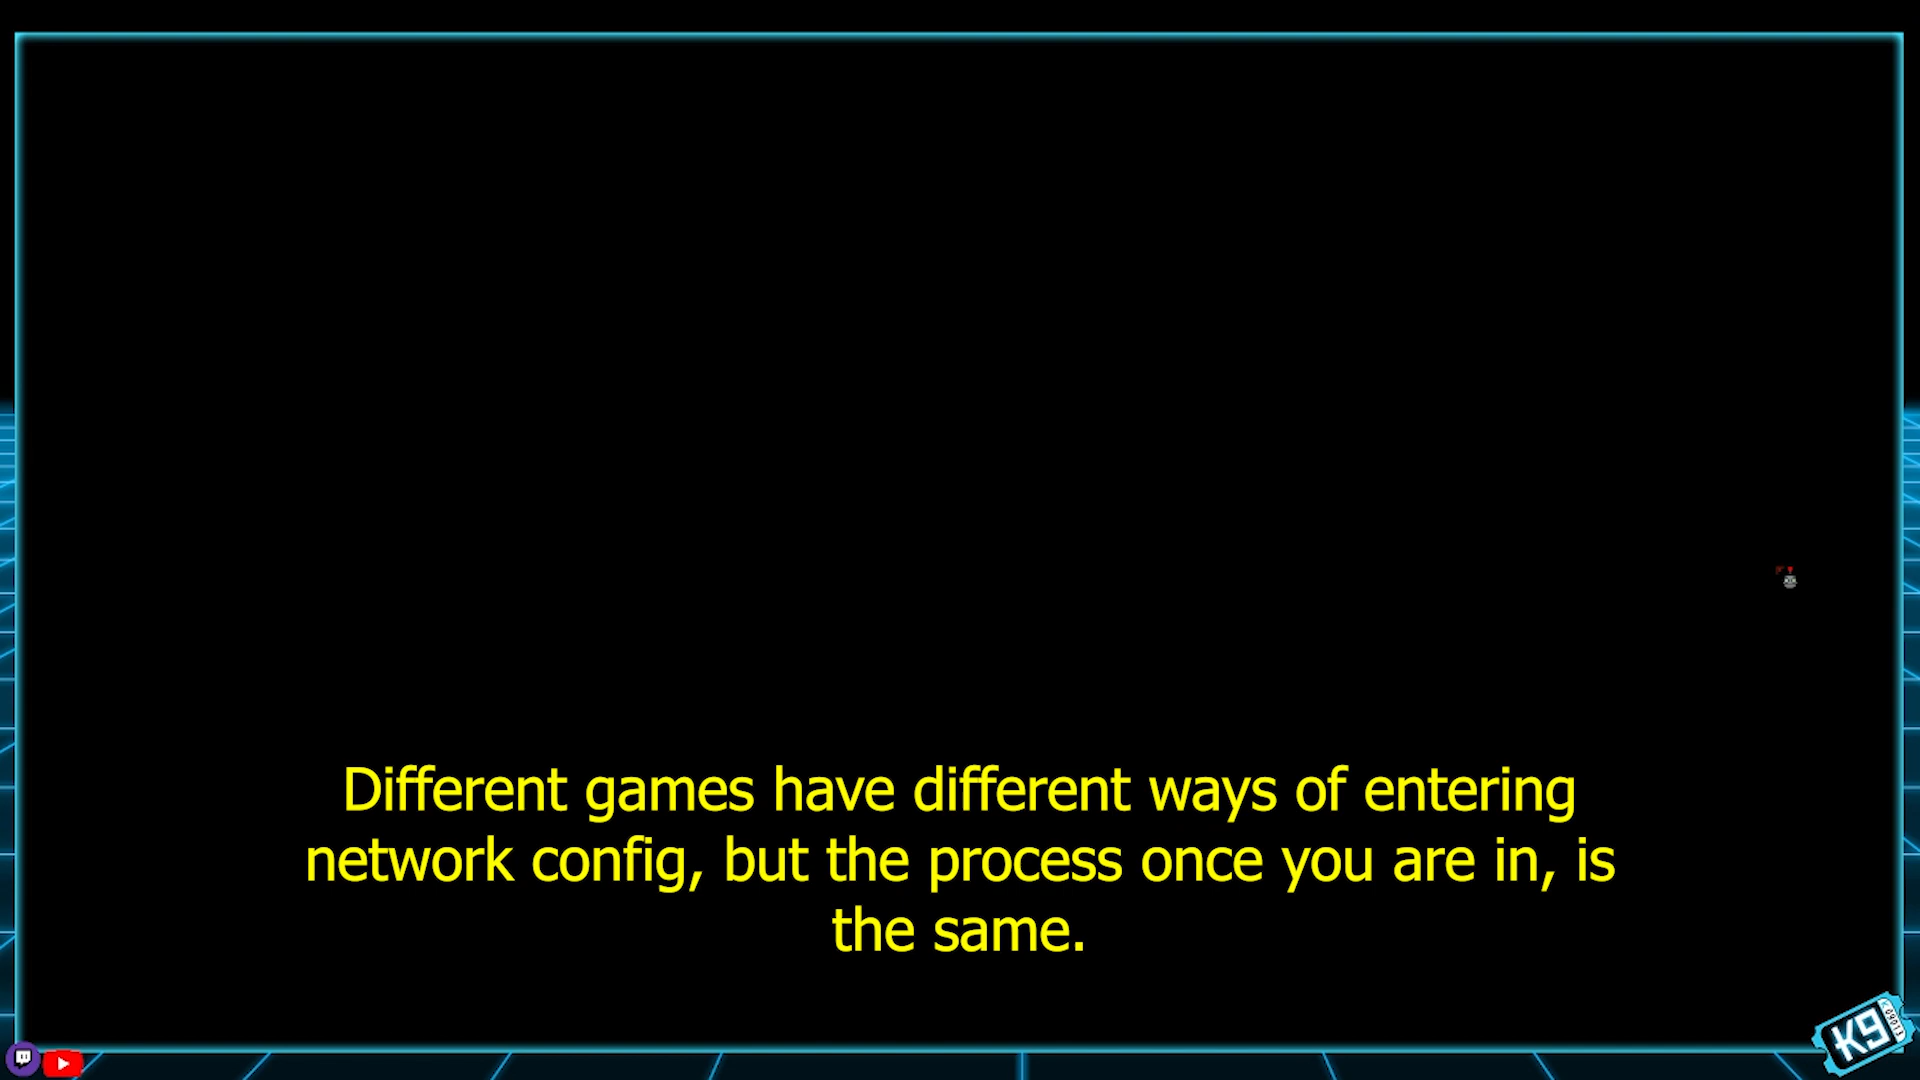 Different games have different ways of entering
network config, but the process once you are in, is
the same.
K9